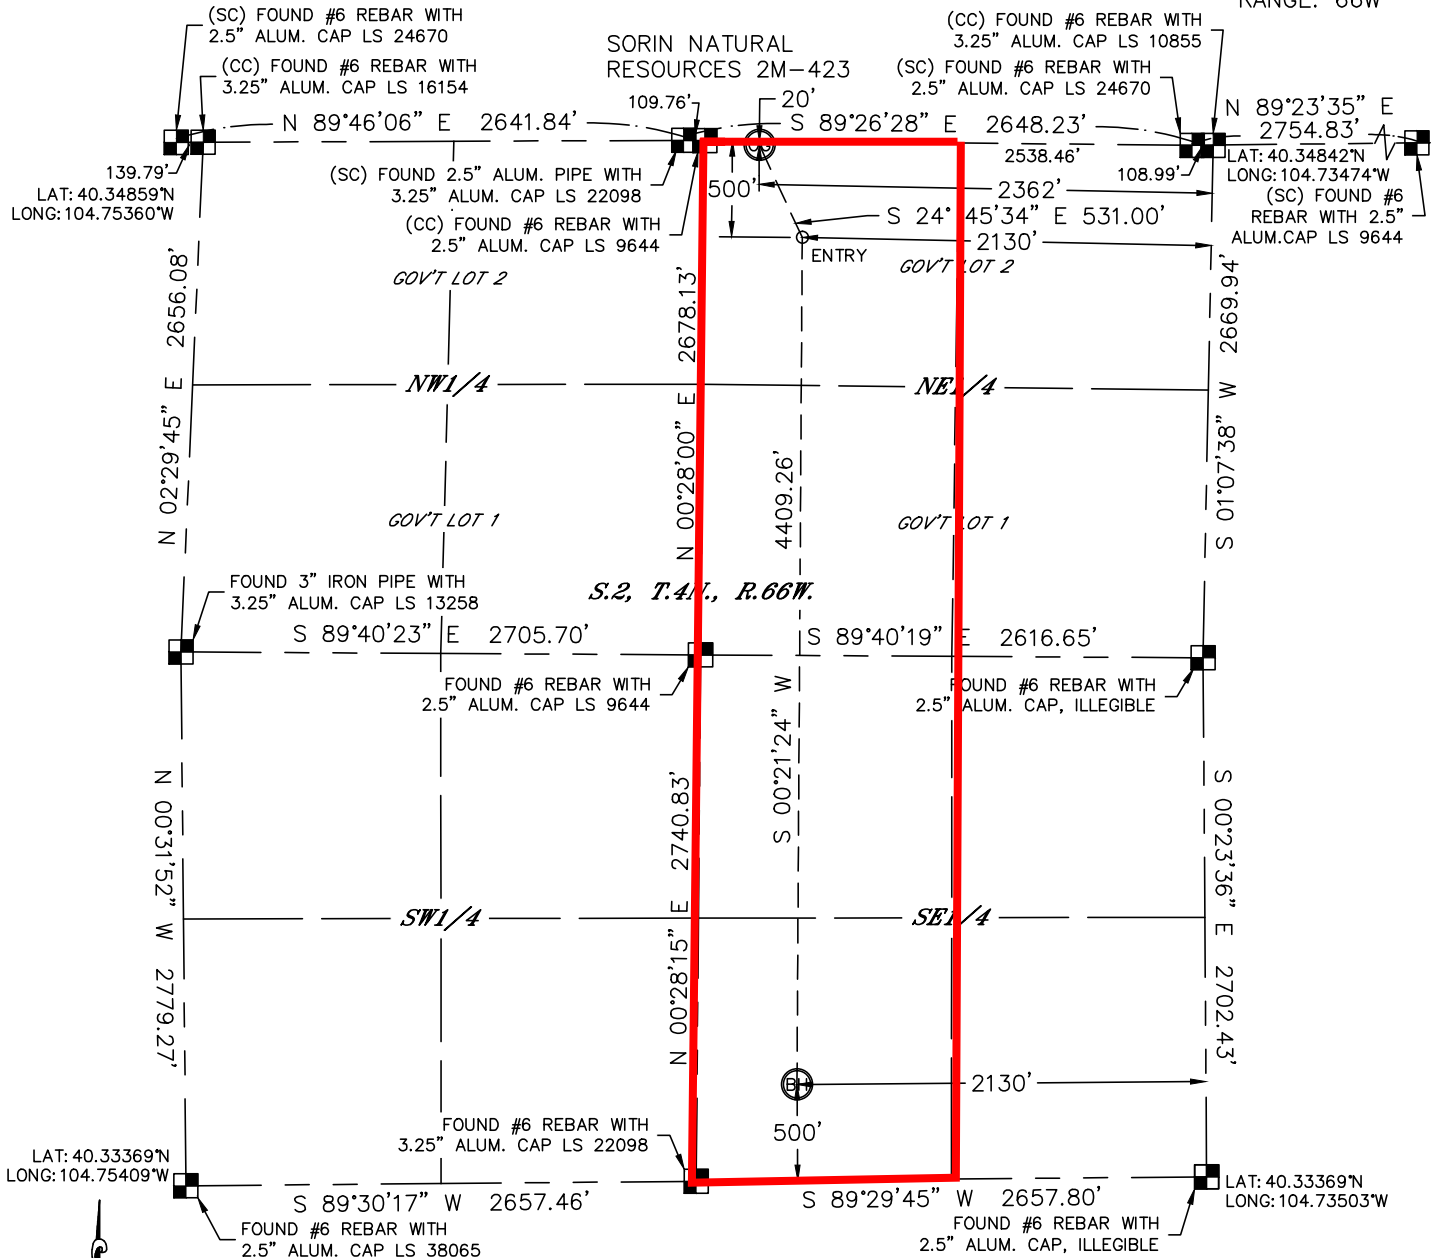 RANGE: 66W
(SC) FOUND #6 REBAR WITH
2.5" ALUM. CAP LS 24670
(CC) FOUND #6 REBAR WITH
3.25" ALUM. CAP LS 10855
SORIN NATURAL
RESOURCES 2M-423
(CC) FOUND #6 REBAR WITH
3.25" ALUM. CAP LS 16154
(SC) FOUND #6 REBAR WITH
2.5" ALUM. CAP LS 24670
109.76'
20'
N 89°46'06" E 2641.84'
S 89°26'28" E 2648.23'
N 89°23'35" E
2754.83'
2538.46'
139.79'
LAT: 40.34859°N
LONG: 104.75360°W
(SC) FOUND 2.5" ALUM. PIPE WITH
3.25" ALUM. CAP LS 22098
108.99'
LAT: 40.34842°N
LONG: 104.73474°W
(SC) FOUND #6
REBAR WITH 2.5"
ALUM.CAP LS 9644
500'
2362'
(CC) FOUND #6 REBAR WITH
2.5" ALUM. CAP LS 9644
S 24°45'34" E 531.00'
2130'
ENTRY
GOV'T LOT 2
GOV'T LOT 2
N 02°29'45" E 2656.08'
N 00°28'00" E 2678.13'
S 01°07'38" W 2669.94'
NW1/4
NE1/4
4409.26'
GOV'T LOT 1
GOV'T LOT 1
FOUND 3" IRON PIPE WITH
3.25" ALUM. CAP LS 13258
S.2, T.4N., R.66W.
S 89°40'23" E 2705.70'
S 89°40'19" E 2616.65'
FOUND #6 REBAR WITH
2.5" ALUM. CAP LS 9644
FOUND #6 REBAR WITH
2.5" ALUM. CAP, ILLEGIBLE
S 00°21'24" W
N 00°31'52" W 2779.27'
N 00°28'15" E 2740.83'
S 00°23'36" E 2702.43'
SW1/4
SE1/4
BH
2130'
500'
FOUND #6 REBAR WITH
3.25" ALUM. CAP LS 22098
LAT: 40.33369°N
LONG: 104.75409°W
S 89°30'17" W 2657.46'
S 89°29'45" W 2657.80'
LAT: 40.33369°N
LONG: 104.73503°W
FOUND #6 REBAR WITH
2.5" ALUM. CAP LS 38065
FOUND #6 REBAR WITH
2.5" ALUM. CAP, ILLEGIBLE